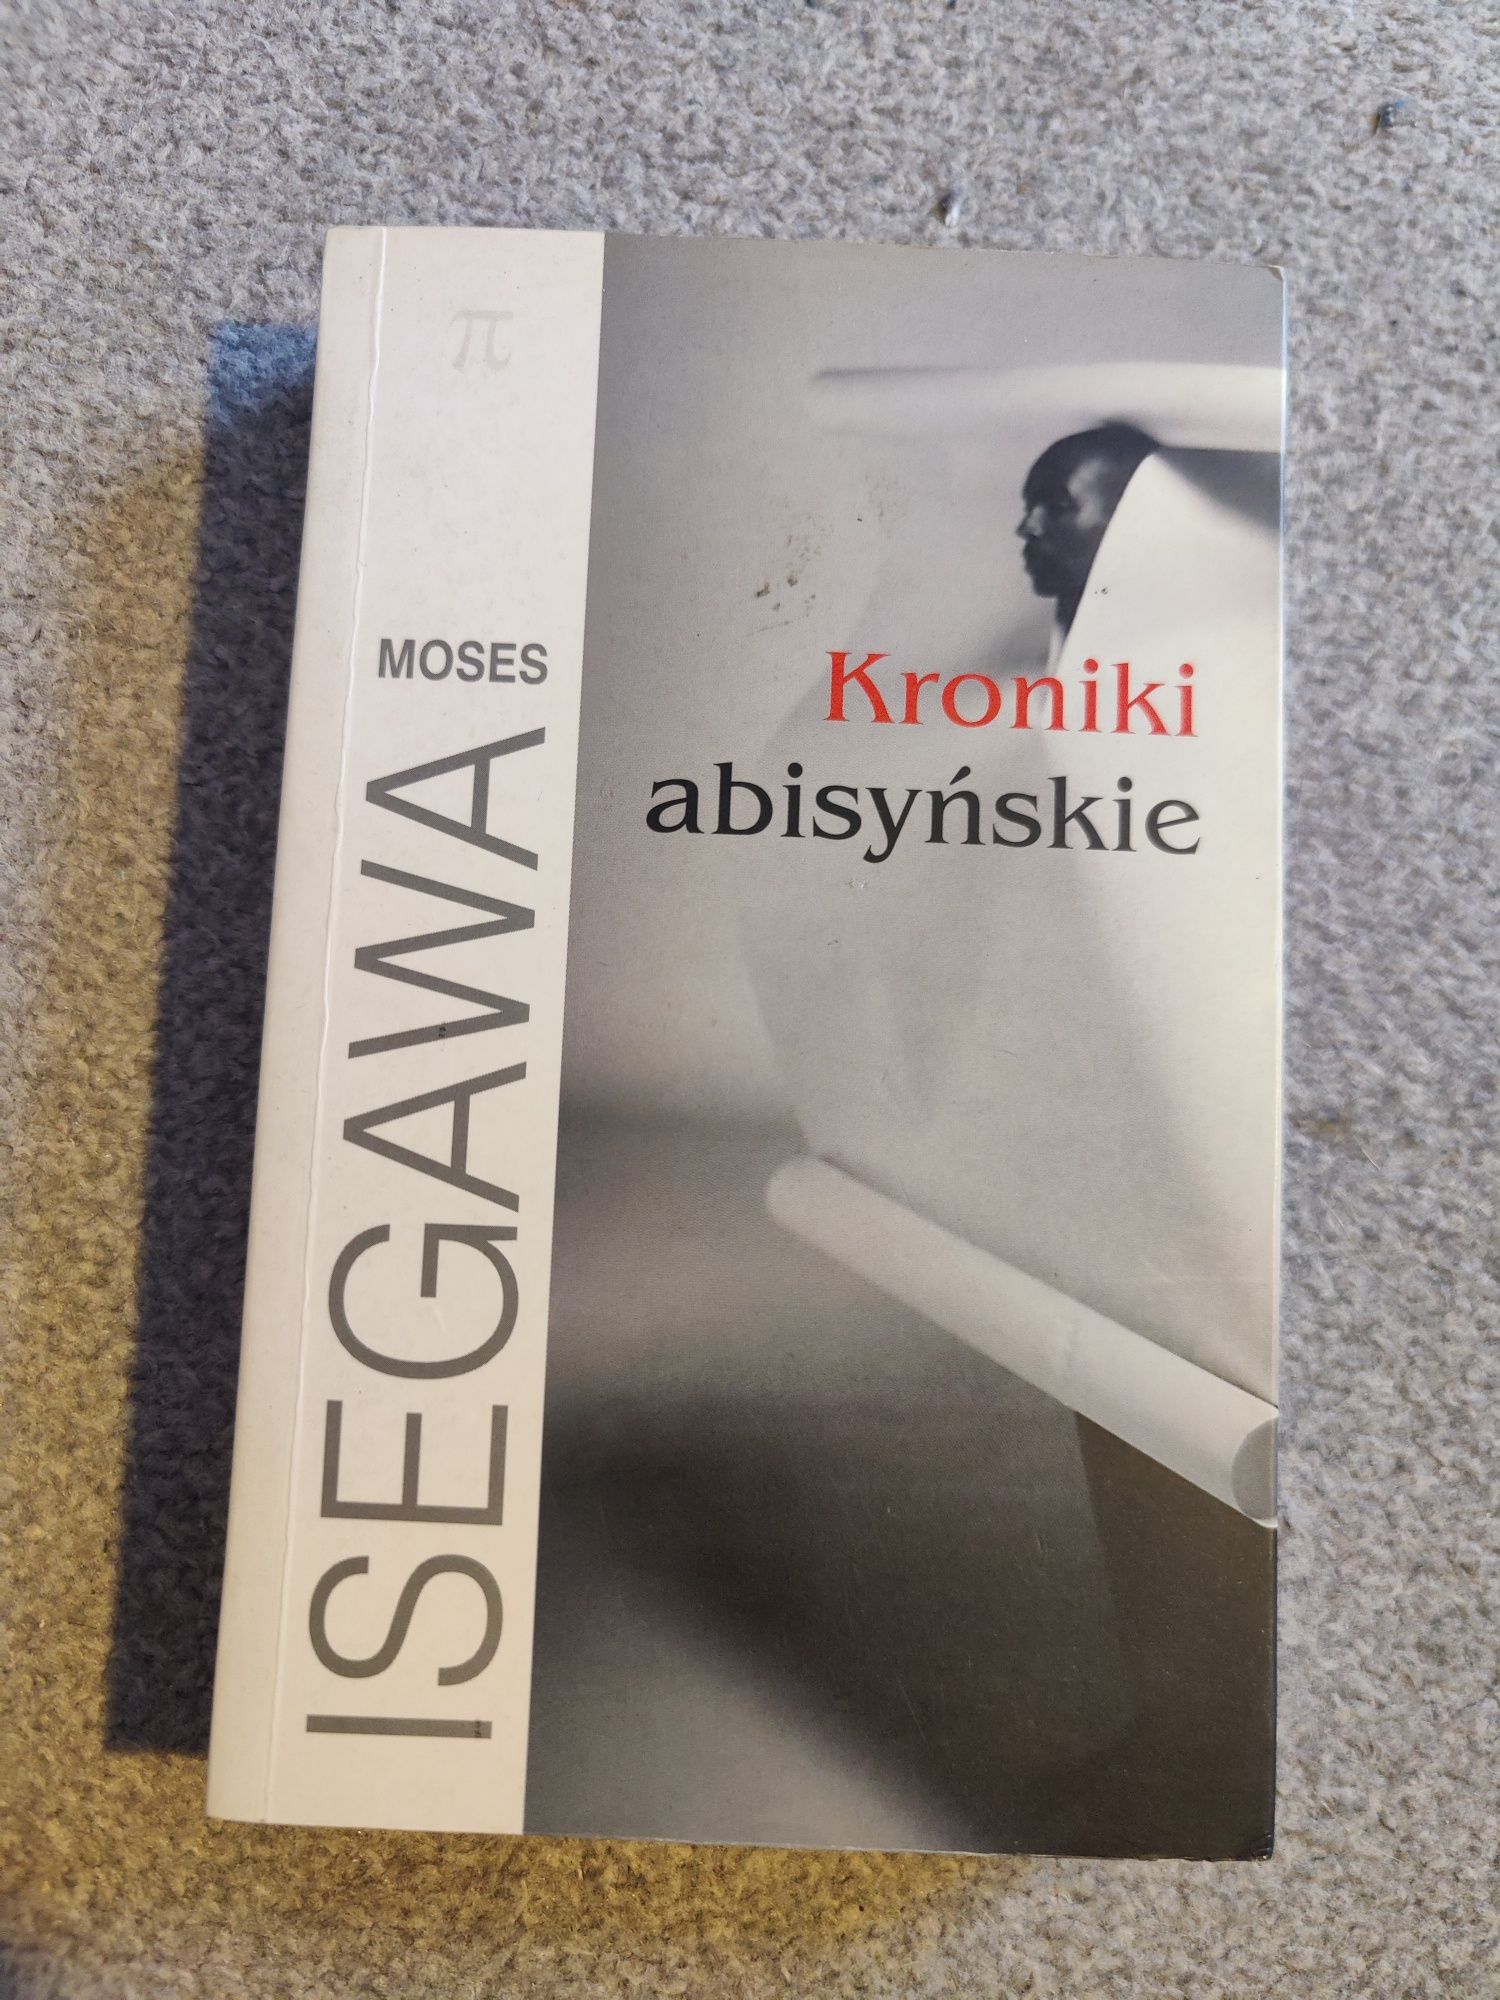 π
MOSES
ISEGAWA
Kroniki
abisyńskie